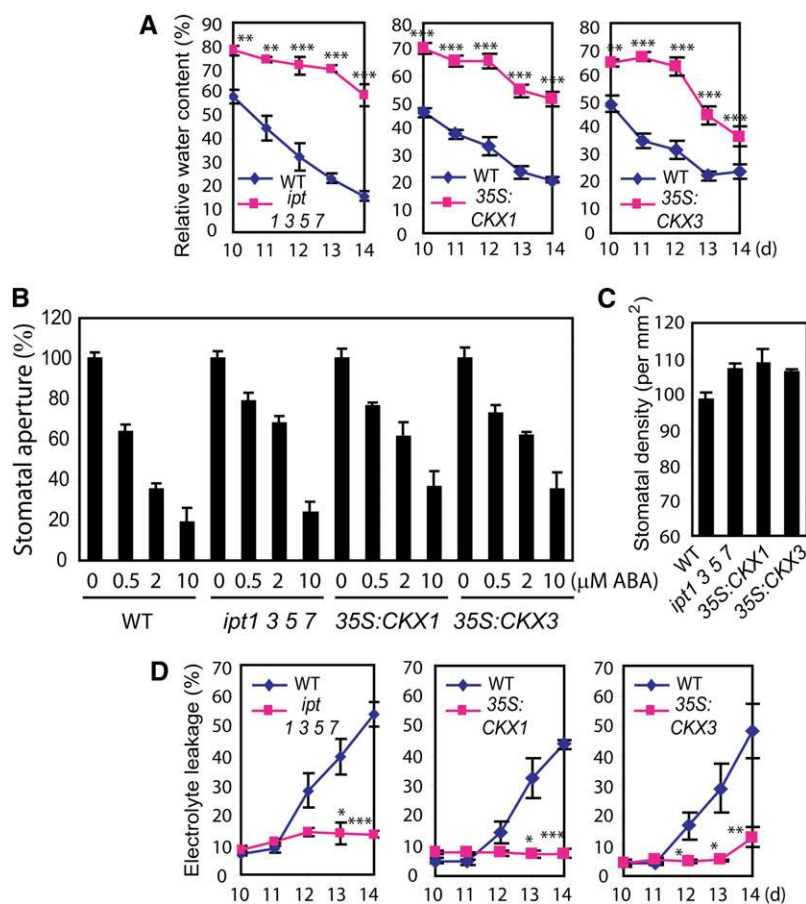 A
Relative water content (%)
90
80
70
60
50
40
30
20
10
0
** ** *** *** ***
WT
ipt
1 3 5 7
10 11 12 13 14
80
70
60
50
40
30
20
10
0
*** *** *** *** ***
WT
35S:
CKX1
10 11 12 13 14
80
70
60
50
40
30
20
10
0
** *** *** *** ***
WT
35S:
CKX3
10 11 12 13 14 (d)
B
Stomatal aperture (%)
120
100
80
60
40
20
0
0 0.5 2 10 0 0.5 2 10 0 0.5 2 10 0 0.5 2 10 (μM ABA)
WT ipt1 3 5 7 35S:CKX1 35S:CKX3
C
Stomatal density (per mm2)
120
110
100
90
80
70
60
WT
ipt1 3 5 7
35S:CKX1
35S:CKX3
D
Electrolyte leakage (%)
70
60
50
40
30
20
10
0
WT
ipt
1 3 5 7
* ***
10 11 12 13 14
70
60
50
40
30
20
10
0
WT
35S:
CKX1
* ***
10 11 12 13 14
70
60
50
40
30
20
10
0
WT
35S:
CKX3
* * **
10 11 12 13 14 (d)